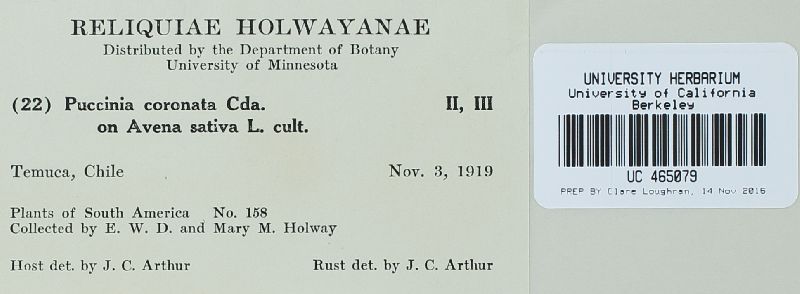 RELIQUIAE HOLWAYANAE
Distributed by the Department of Botany
University of Minnesota
(22) Puccinia coronata Cda. II, III
on Avena sativa L. cult.
Temuca, Chile Nov. 3, 1919
Plants of South America No. 158
Collected by E. W. D. and Mary M. Holway
Host det. by J. C. Arthur Rust det. by J. C. Arthur
UNIVERSITY HERBARIUM
University of California
Berkeley
UC 465079
PREP BY Clare Loughran, 14 Nov 2016